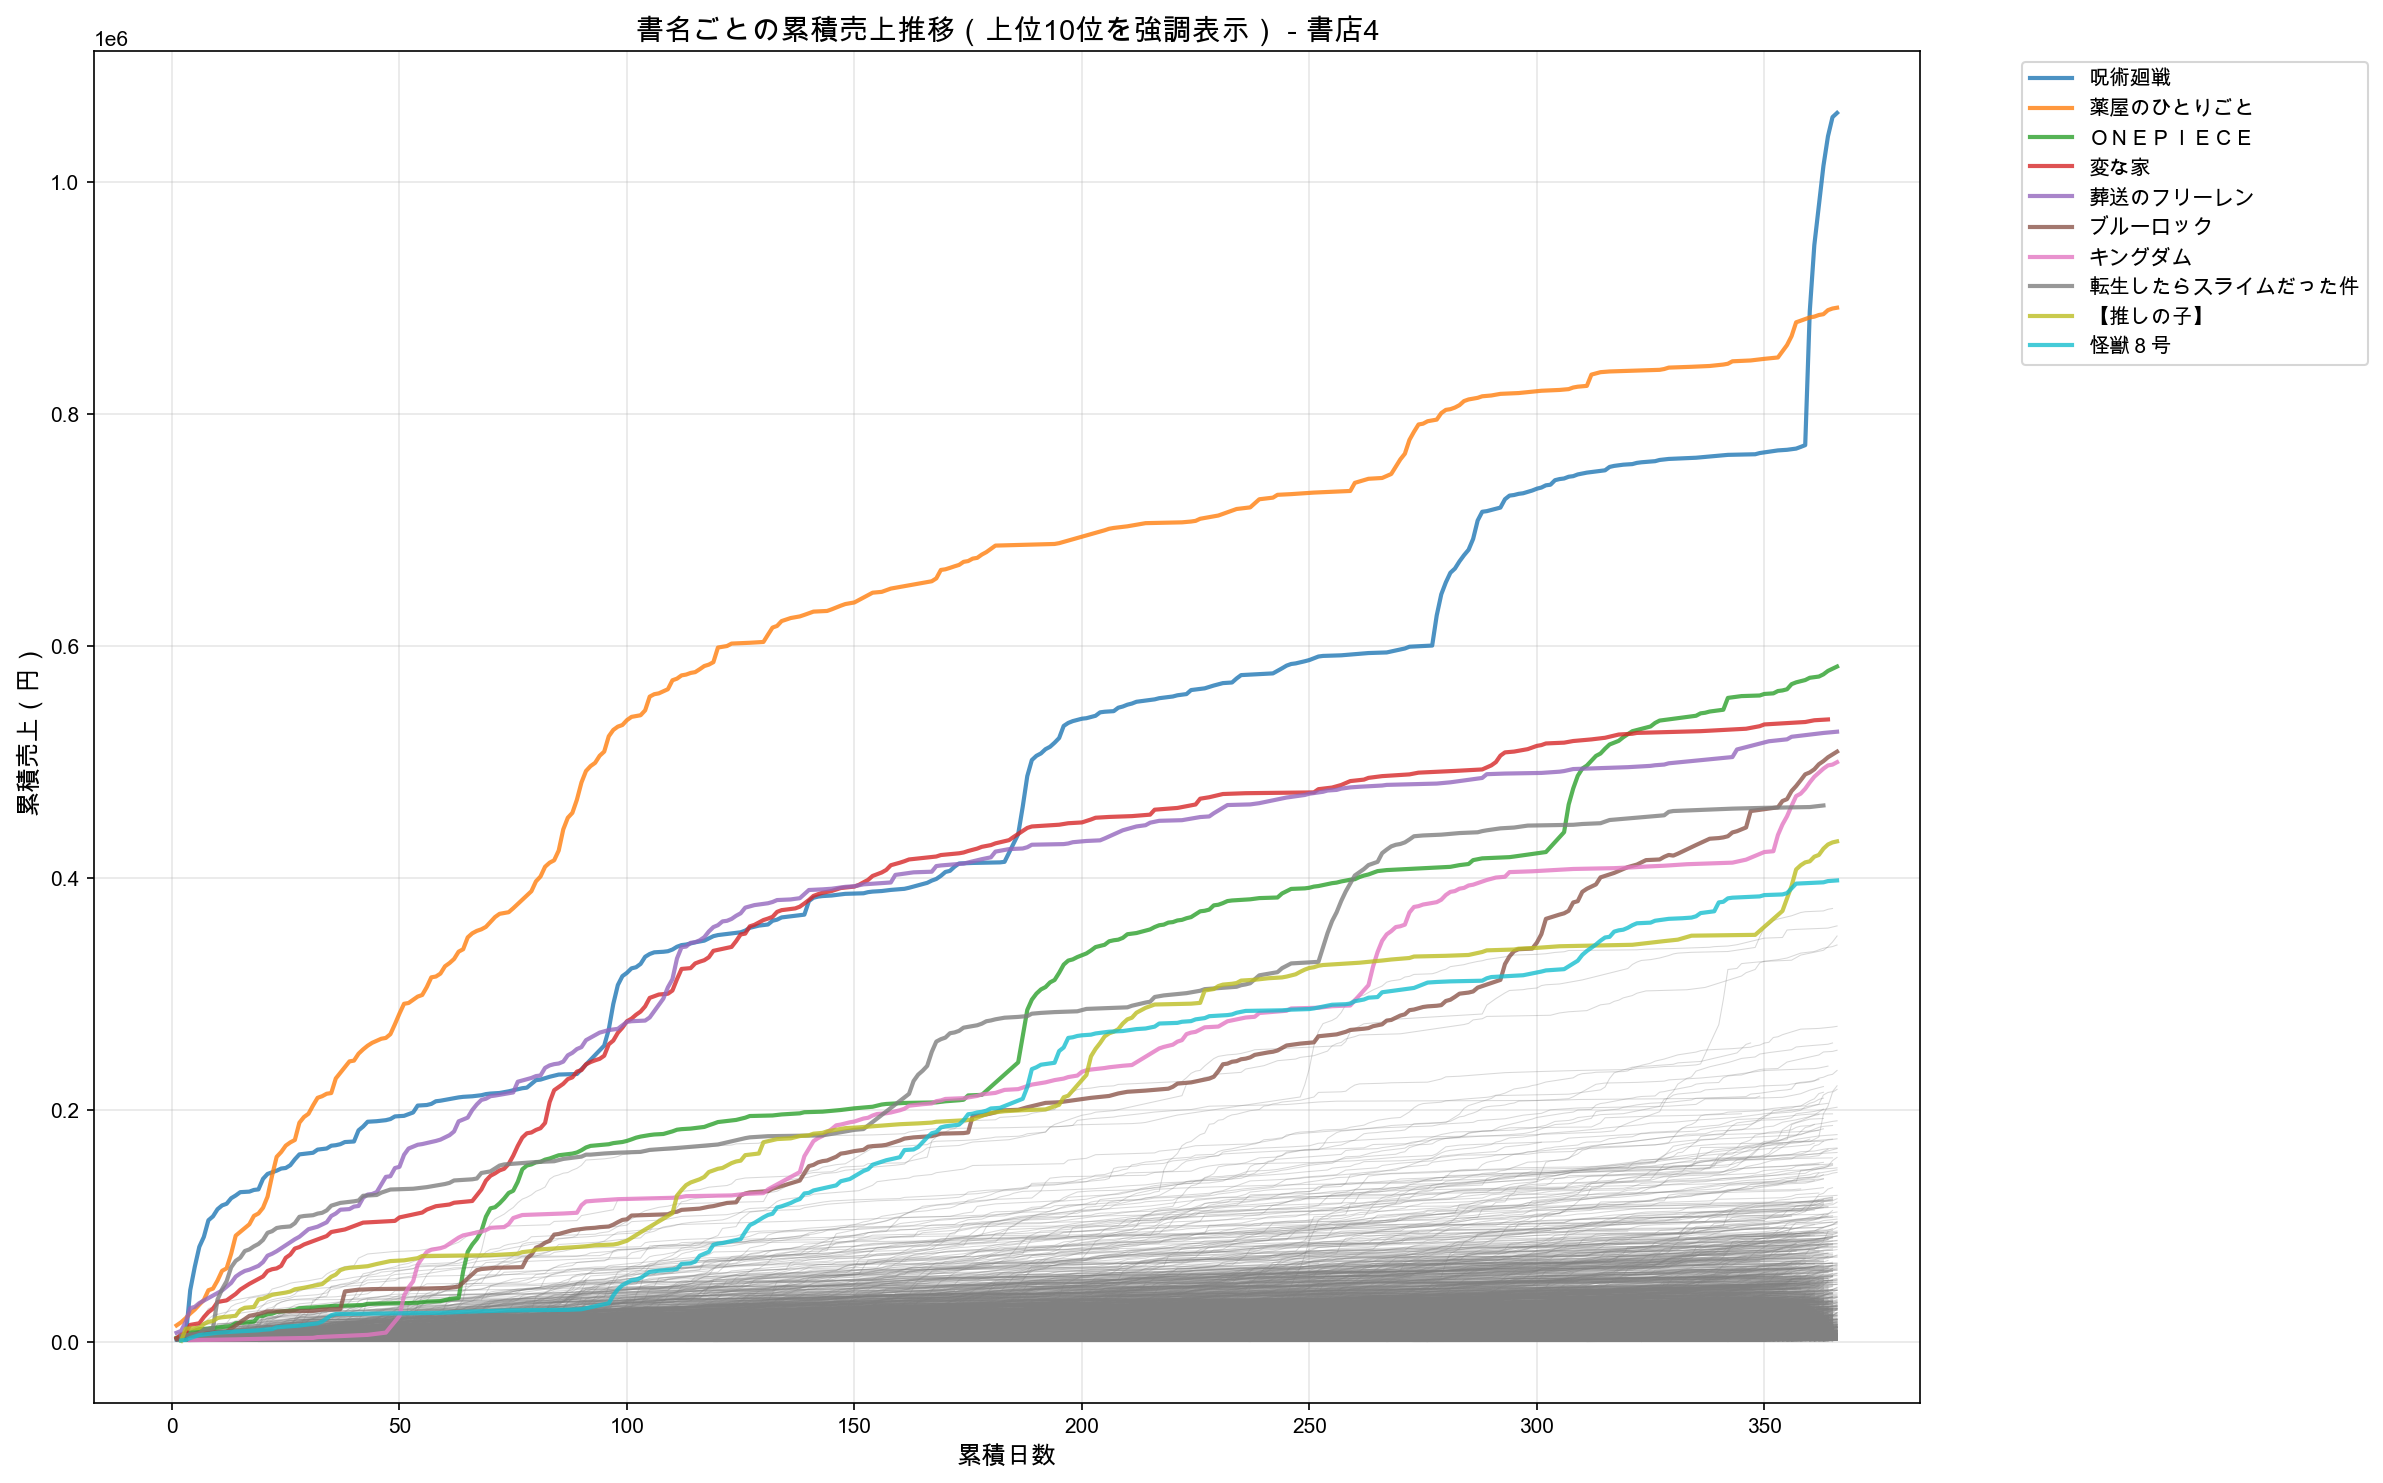 書名ごとの累積売上推移（上位10位を強調表示） - 書店4
1e6
1.0
0.8
0.6
0.4
0.2
0.0
累積売上（円）
0
50
100
150
200
250
300
350
累積日数
呪術廻戦
薬屋のひとりごと
ＯＮＥＰＩＥＣＥ
変な家
葬送のフリーレン
ブルーロック
キングダム
転生したらスライムだった件
【推しの子】
怪獣８号